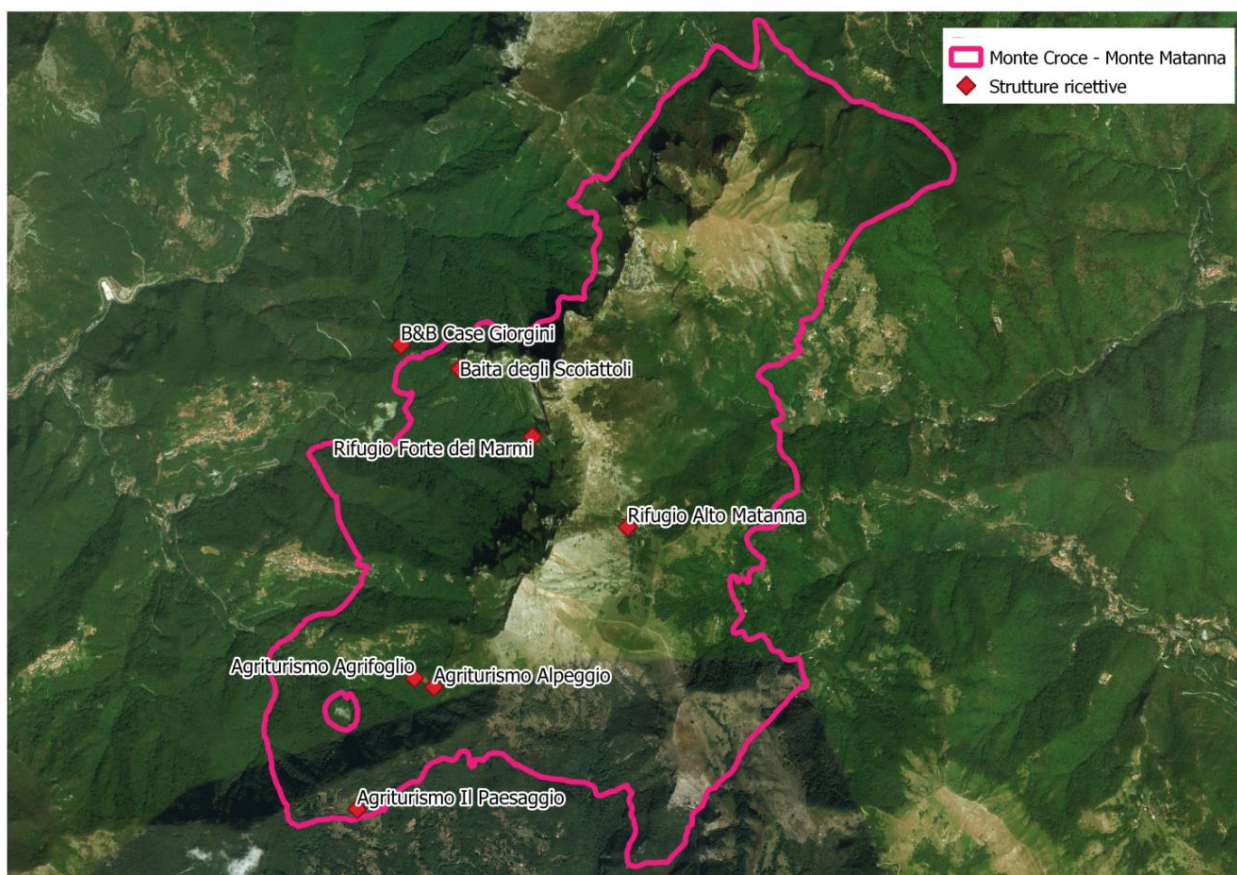 Monte Croce - Monte Matanna
Strutture ricettive
B&B Case Giorgini
Baita degli Scoiattoli
Rifugio Forte dei Marmi
Rifugio Alto Matanna
Agriturismo Agrifoglio
Agriturismo Alpeggio
Agriturismo Il Paesaggio